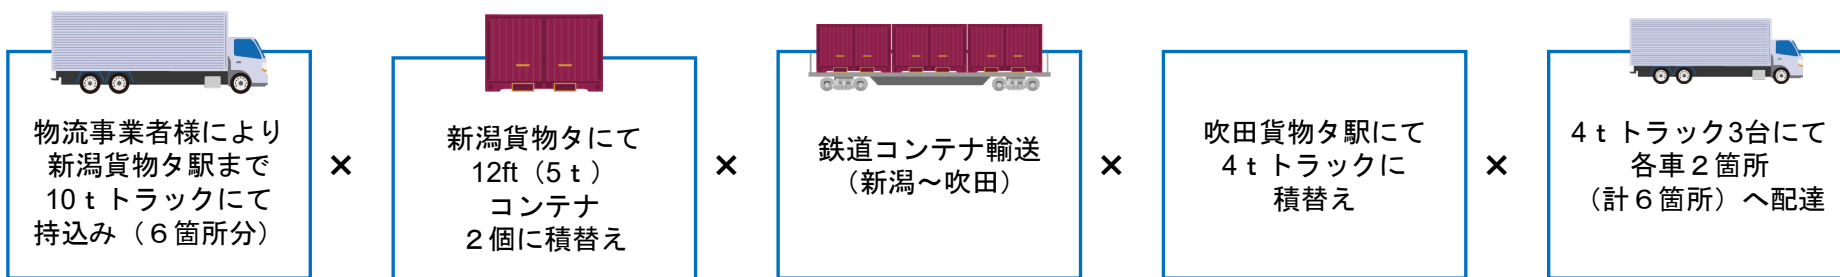 物流事業者様により
新潟貨物タ駅まで
10ｔトラックにて
持込み（６箇所分）
×
新潟貨物タにて
12ft（5ｔ）
コンテナ
２個に積替え
×
鉄道コンテナ輸送
（新潟～吹田）
×
吹田貨物タ駅にて
4ｔトラックに
積替え
×
4ｔトラック3台にて
各車２箇所
（計６箇所）へ配達